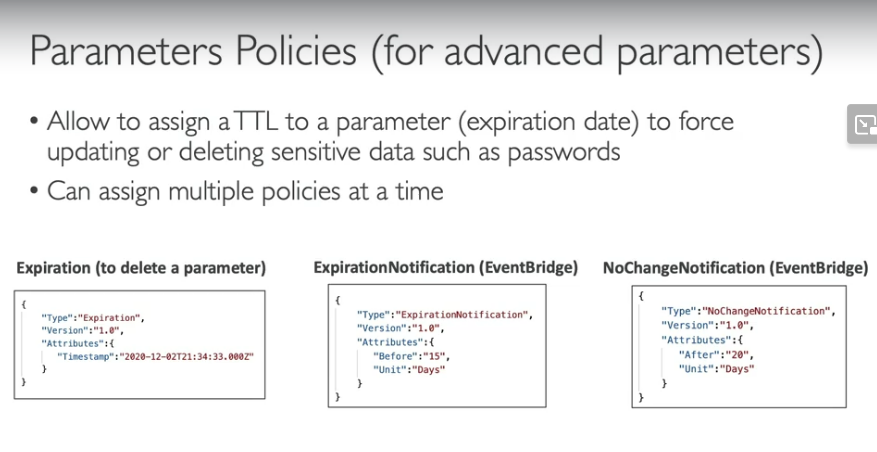 Parameters Policies (for advanced parameters)
• Allow to assign a TTL to a parameter (expiration date) to force
updating or deleting sensitive data such as passwords
• Can assign multiple policies at a time
Expiration (to delete a parameter)
{
"Type":"Expiration",
"Version":"1.0",
"Attributes":{
"Timestamp":"2020-12-02T21:34:33.000Z"
}
}
ExpirationNotification (EventBridge)
{
"Type":"ExpirationNotification",
"Version":"1.0",
"Attributes":{
"Before":"15",
"Unit":"Days"
}
}
NoChangeNotification (EventBridge)
{
"Type":"NoChangeNotification",
"Version":"1.0",
"Attributes":{
"After":"20",
"Unit":"Days"
}
}